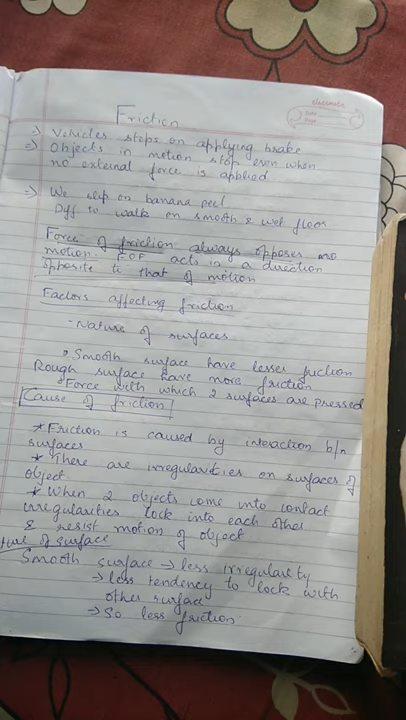 classmate
Date
Page
Friction
→ Vehicles stops on applying brake
→ Objects in motion stop even when
no external force is applied
→ We slip on banana peel
Diff to walk on smooth & wet floor
Force of friction always opposes mo
motion. FOF acts in a direction
opposite to that of motion
Factors affecting friction
- Nature of surfaces
• Smooth surface have lesser friction
Rough surface have more friction
• Force with which 2 surfaces are pressed
Cause of friction
* Friction is caused by interaction b/n
surfaces
* There are irregularities on surfaces of
object.
* When 2 objects come into contact
irregularities lock into each other
& resist motion of object
ture of surface
Smooth surface → less irregularity
→ less tendency to lock with
other surface
→ So less friction